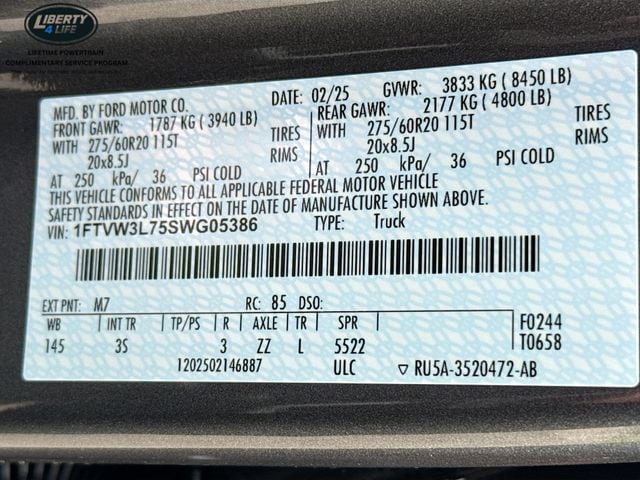 LIBERTY
4 LIFE
LIFETIME POWERTRAIN
COMPLIMENTARY SERVICE PROGRAM
MFD. BY FORD MOTOR CO. DATE: 02/25 GVWR: 3833 KG ( 8450 LB)
FRONT GAWR: 1787 KG ( 3940 LB) REAR GAWR: 2177 KG ( 4800 LB)
WITH 275/60R20 115T TIRES WITH 275/60R20 115T TIRES
20x8.5J RIMS 20x8.5J RIMS
AT 250 kPa/ 36 PSI COLD AT 250 kPa/ 36 PSI COLD
THIS VEHICLE CONFORMS TO ALL APPLICABLE FEDERAL MOTOR VEHICLE
SAFETY STANDARDS IN EFFECT ON THE DATE OF MANUFACTURE SHOWN ABOVE.
VIN: 1FTVW3L75SWG05386 TYPE: Truck
EXT PNT: M7 RC: 85 DSO:
WB INT TR TP/PS R AXLE TR SPR F0244
145 3S 3 ZZ L 5522 T0658
1202502146887 ULC ▽ RU5A-3520472-AB